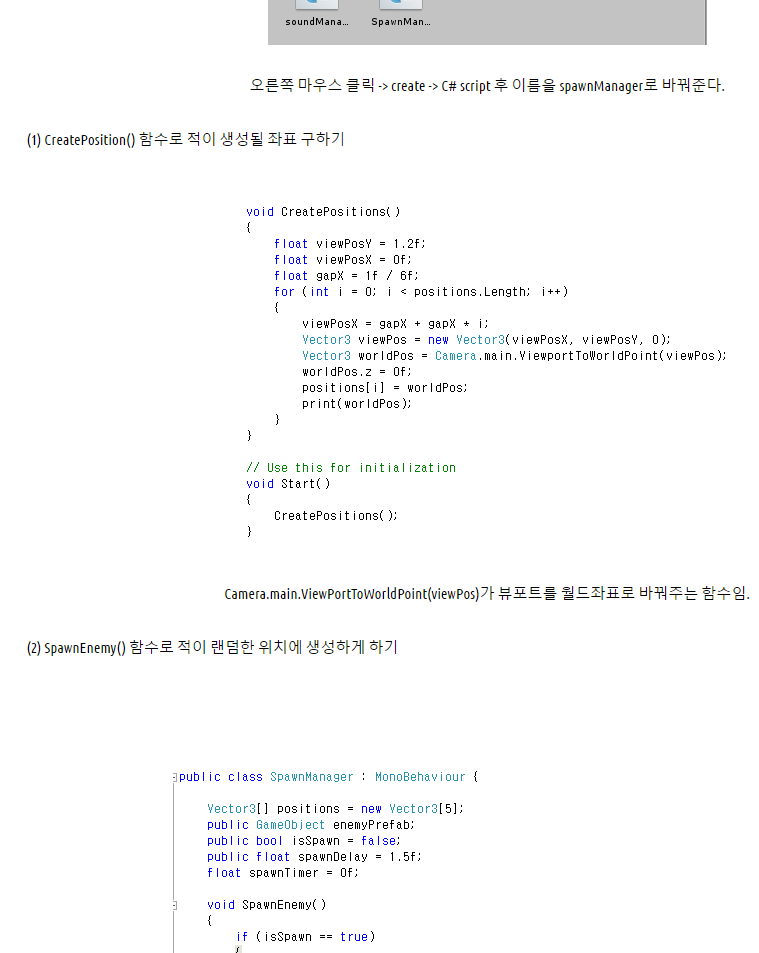 soundMana... SpawnMan...
오른쪽 마우스 클릭 -> create -> C# script 후 이름을 spawnManager로 바꿔준다.
(1) CreatePosition() 함수로 적이 생성될 좌표 구하기
void CreatePositions()
{
float viewPosY = 1.2f;
float viewPosX = 0f;
float gapX = 1f / 6f;
for (int i = 0; i < positions.Length; i++)
{
viewPosX = gapX + gapX * i;
Vector3 viewPos = new Vector3(viewPosX, viewPosY, 0);
Vector3 worldPos = Camera.main.ViewportToWorldPoint(viewPos);
worldPos.z = 0f;
positions[i] = worldPos;
print(worldPos);
}
}
// Use this for initialization
void Start()
{
CreatePositions();
}
Camera.main.ViewPortToWorldPoint(viewPos)가 뷰포트를 월드좌표로 바꿔주는 함수임.
(2) SpawnEnemy() 함수로 적이 랜덤한 위치에 생성하게 하기
public class SpawnManager : MonoBehaviour {
Vector3[] positions = new Vector3[5];
public GameObject enemyPrefab;
public bool isSpawn = false;
public float spawnDelay = 1.5f;
float spawnTimer = 0f;
void SpawnEnemy()
{
if (isSpawn == true)
{